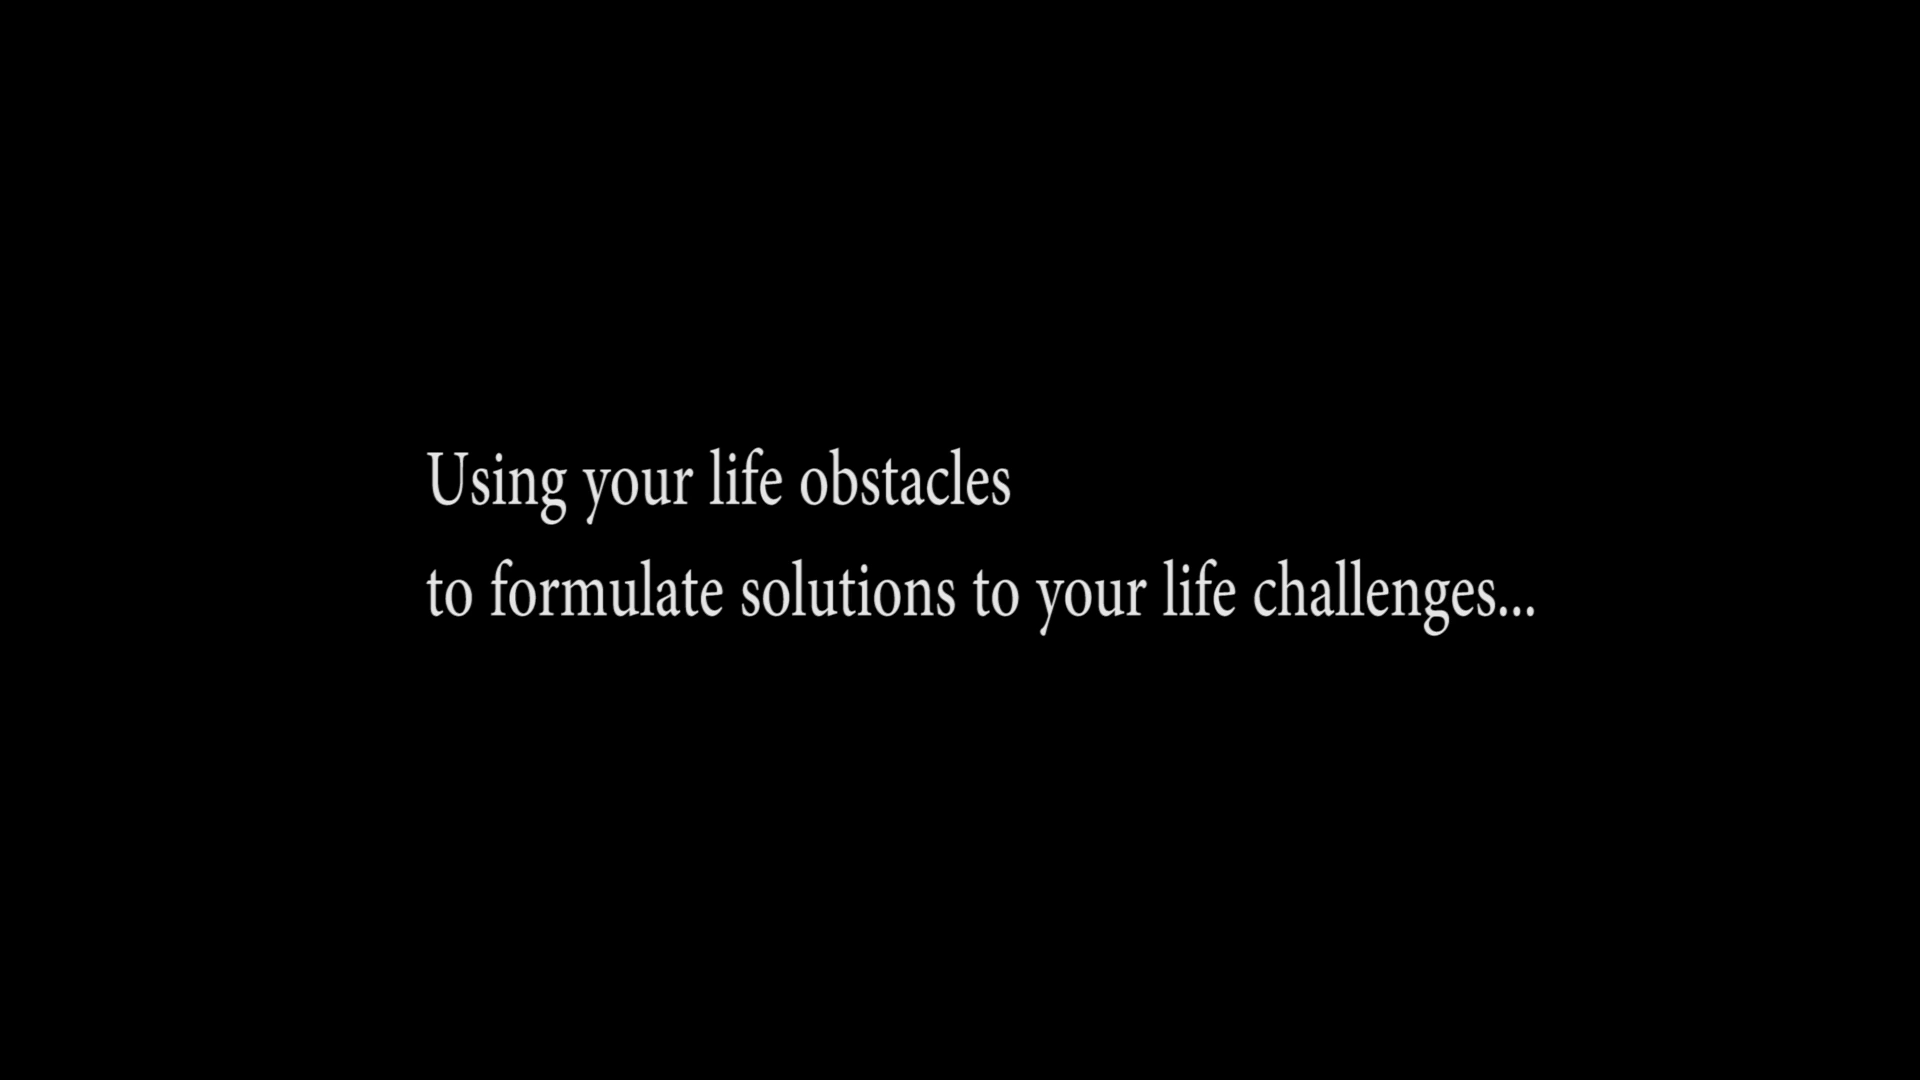 Using your life obstacles
to formulate solutions to your life challenges...